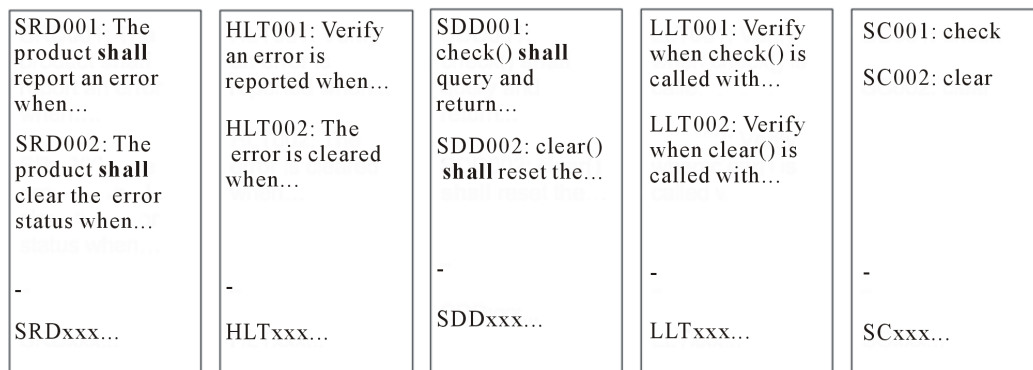 SRD001: The
product shall
report an error
when...
SRD002: The
product shall
clear the error
status when...
-
SRDxxx...
HLT001: Verify
an error is
reported when...
HLT002: The
error is cleared
when...
-
HLTxxx...
SDD001:
check() shall
query and
return...
SDD002: clear()
shall reset the...
-
SDDxxx...
LLT001: Verify
when check() is
called with...
LLT002: Verify
when clear() is
called with...
-
LLTxxx...
SC001: check
SC002: clear
-
SCxxx...